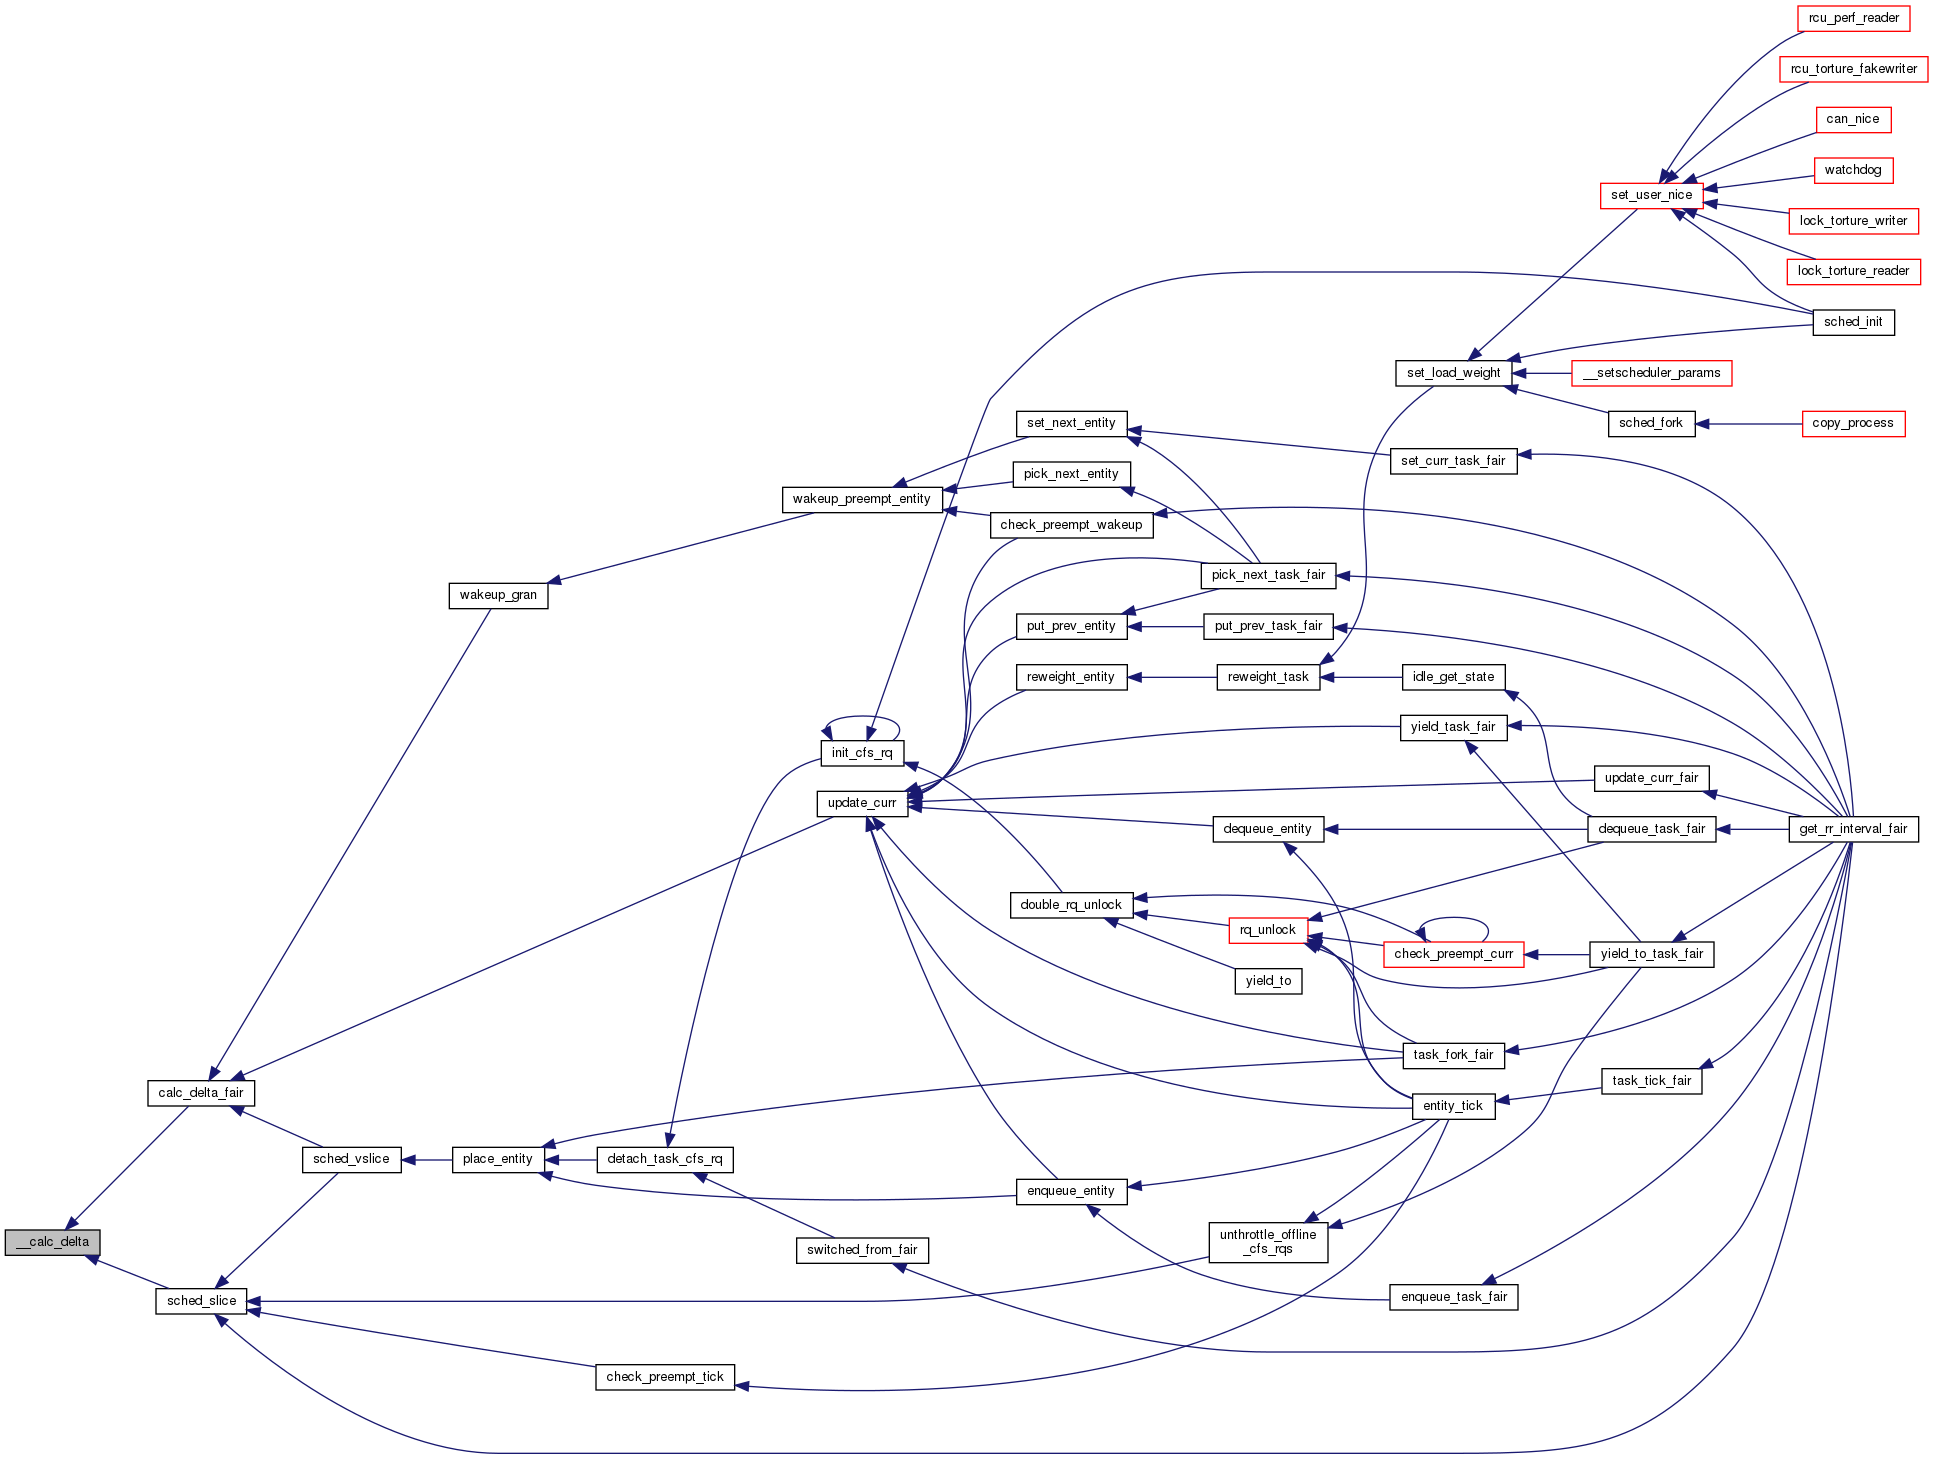 rcu_perf_reader
rcu_torture_fakewriter
can_nice
watchdog
set_user_nice
lock_torture_writer
lock_torture_reader
sched_init
set_load_weight
__setscheduler_params
set_next_entity
sched_fork
copy_process
set_curr_task_fair
pick_next_entity
wakeup_preempt_entity
check_preempt_wakeup
pick_next_task_fair
wakeup_gran
put_prev_entity
put_prev_task_fair
reweight_entity
reweight_task
idle_get_state
yield_task_fair
init_cfs_rq
update_curr_fair
update_curr
dequeue_entity
dequeue_task_fair
get_rr_interval_fair
double_rq_unlock
rq_unlock
check_preempt_curr
yield_to_task_fair
yield_to
task_fork_fair
calc_delta_fair
task_tick_fair
entity_tick
sched_vslice
place_entity
detach_task_cfs_rq
enqueue_entity
__calc_delta
switched_from_fair
unthrottle_offline
_cfs_rqs
sched_slice
enqueue_task_fair
check_preempt_tick